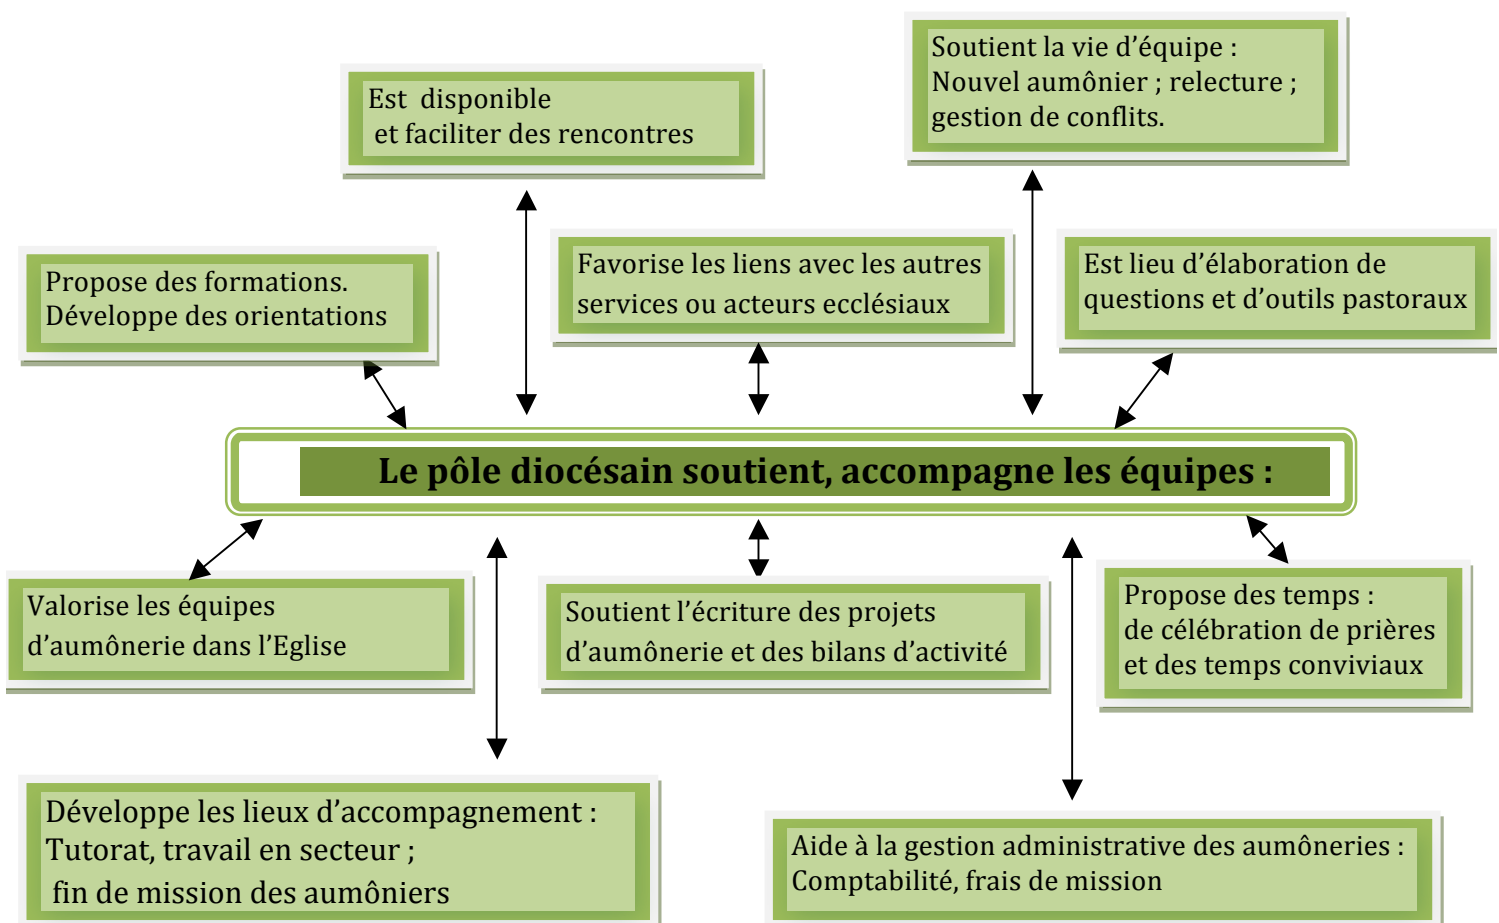 Soutient la vie d’équipe :
Nouvel aumônier ; relecture ;
gestion de conflits.
Est disponible
et faciliter des rencontres
Propose des formations.
Développe des orientations
Favorise les liens avec les autres
services ou acteurs ecclésiaux
Est lieu d’élaboration de
questions et d’outils pastoraux
Le pôle diocésain soutient, accompagne les équipes :
Valorise les équipes
d’aumônerie dans l’Eglise
Soutient l’écriture des projets
d’aumônerie et des bilans d’activité
Propose des temps :
de célébration de prières
et des temps conviviaux
Développe les lieux d’accompagnement :
Tutorat, travail en secteur ;
fin de mission des aumôniers
Aide à la gestion administrative des aumôneries :
Comptabilité, frais de mission